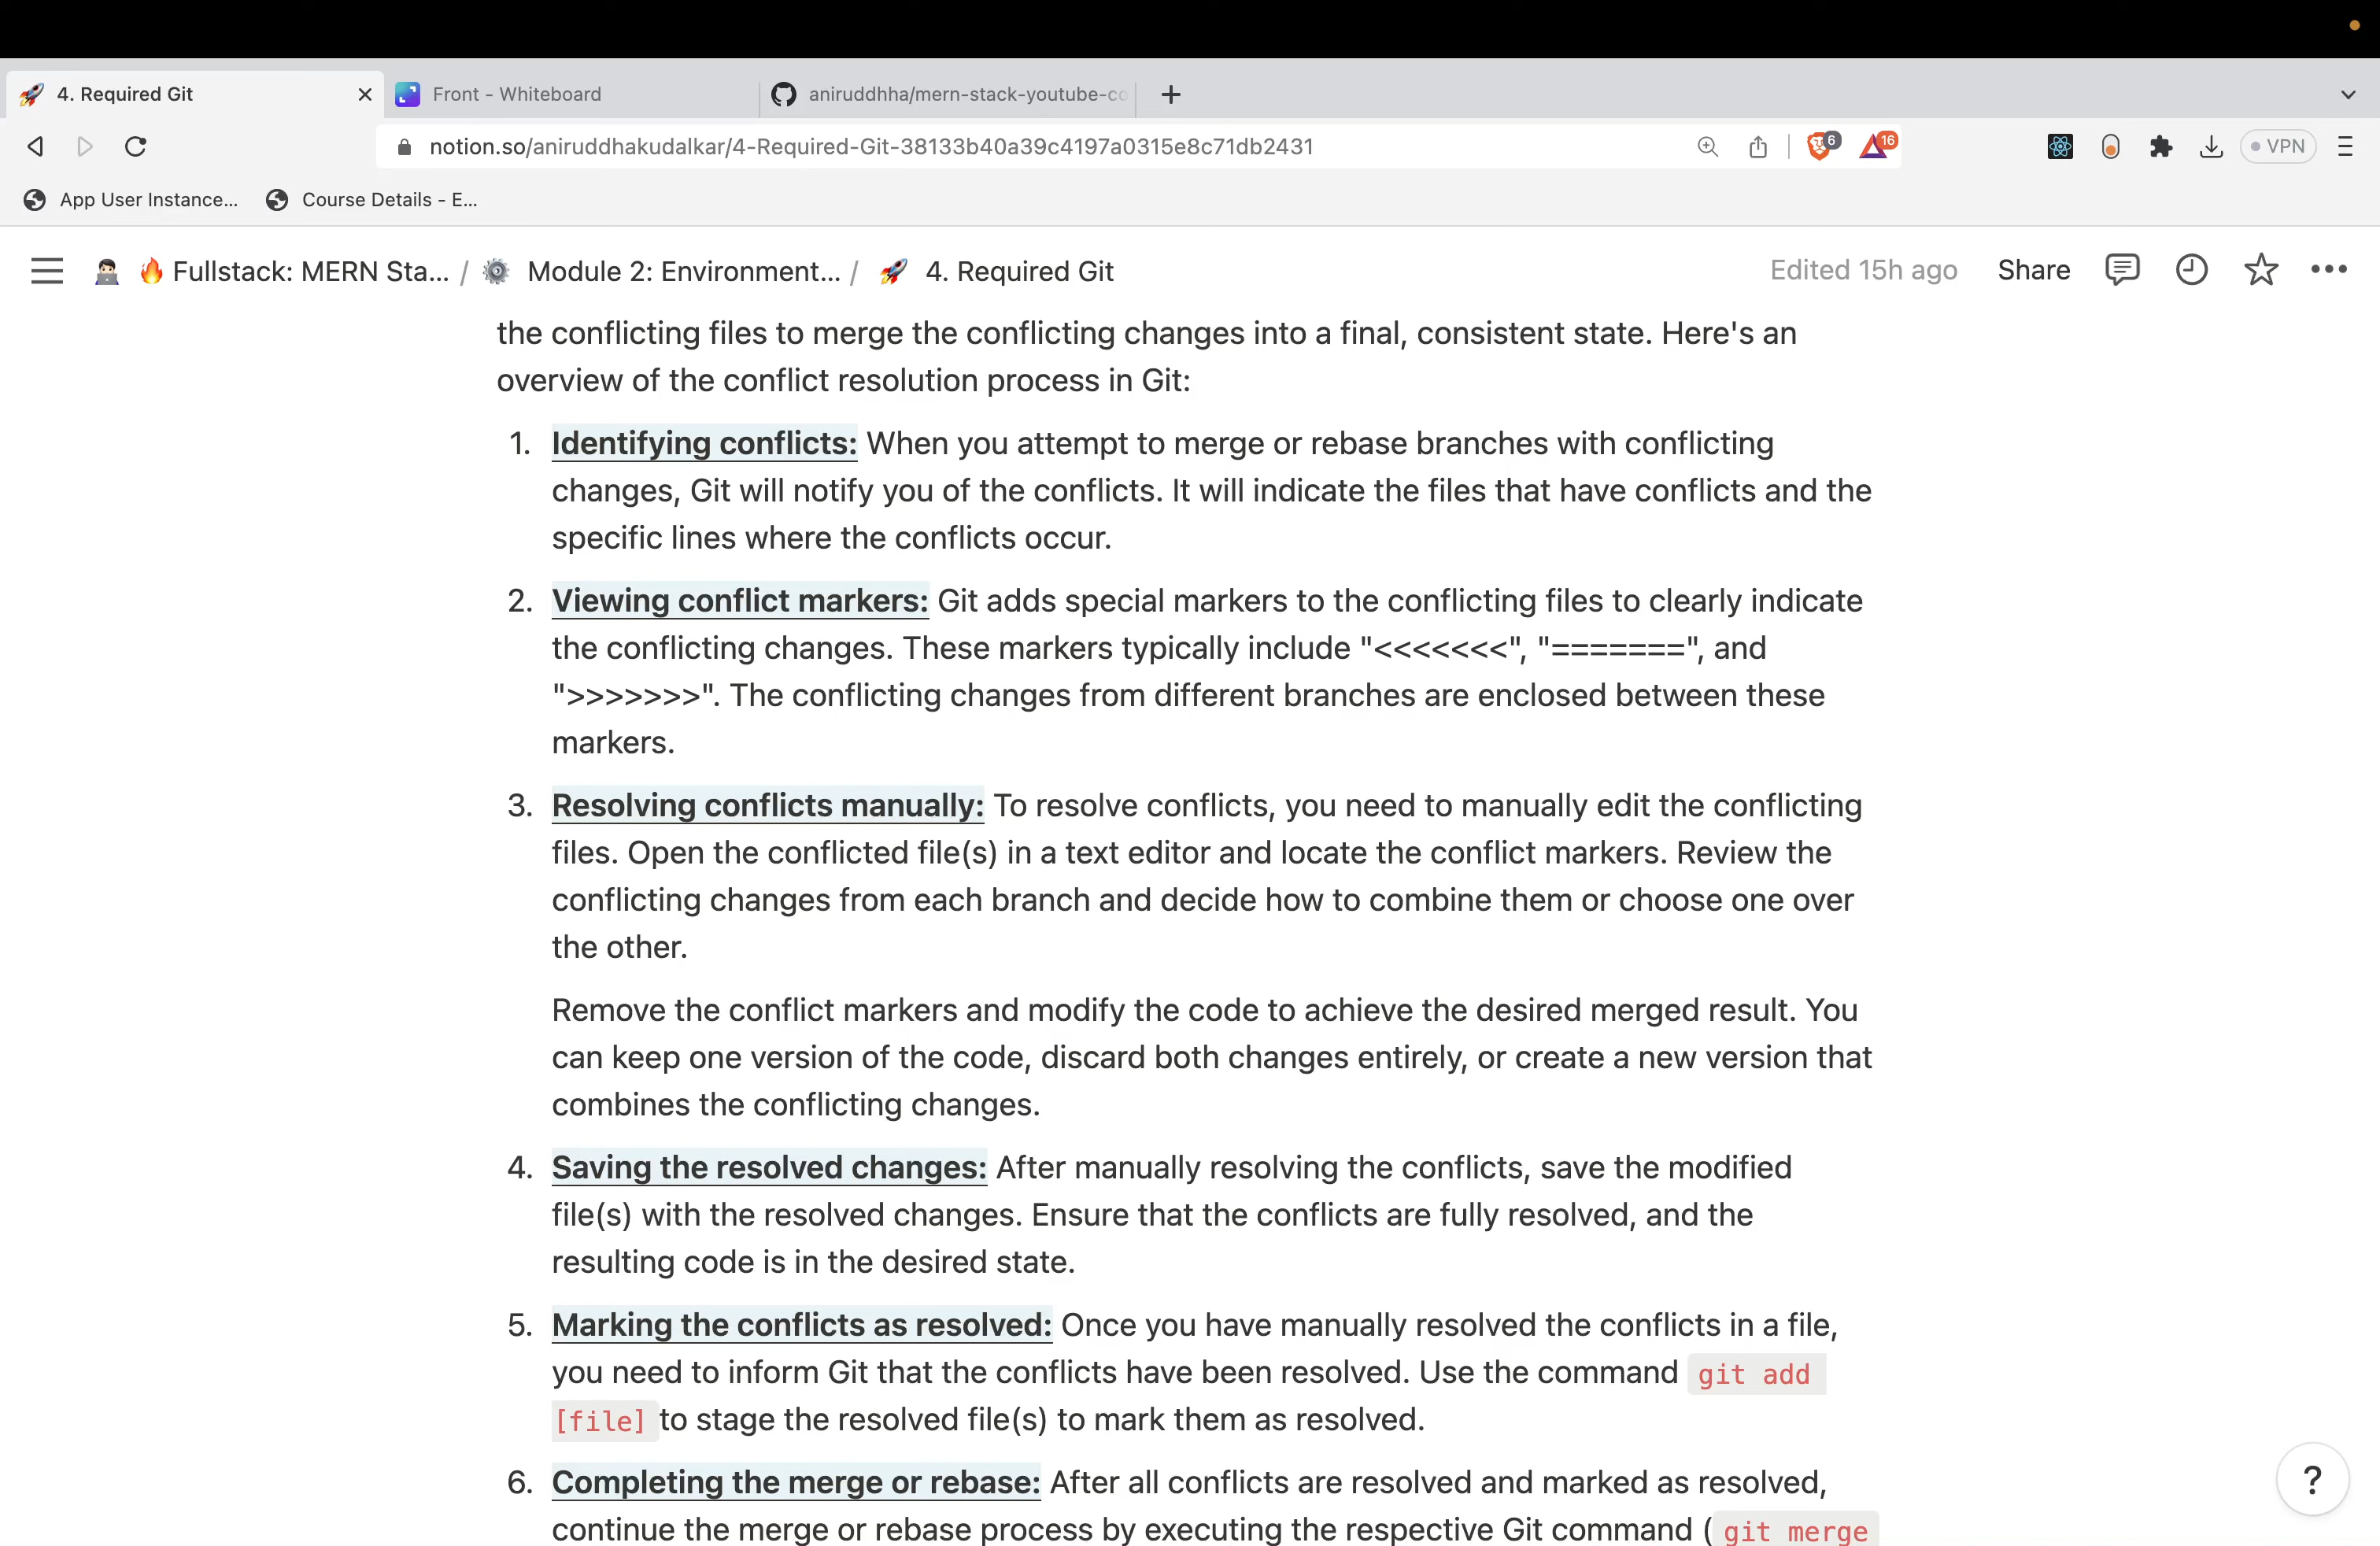 4. Required Git
Front - Whiteboard
aniruddhha/mern-stack-youtube-co
notion.so/aniruddhakudalkar/4-Required-Git-38133b40a39c4197a0315e8c71db2431
6
16
VPN
App User Instance...
Course Details - E...
Fullstack: MERN Sta... / Module 2: Environment... / 4. Required Git
Edited 15h ago
Share
the conflicting files to merge the conflicting changes into a final, consistent state. Here's an
overview of the conflict resolution process in Git:
1. Identifying conflicts: When you attempt to merge or rebase branches with conflicting
changes, Git will notify you of the conflicts. It will indicate the files that have conflicts and the
specific lines where the conflicts occur.
2. Viewing conflict markers: Git adds special markers to the conflicting files to clearly indicate
the conflicting changes. These markers typically include "<<<<<<<", "=======", and
">>>>>>>". The conflicting changes from different branches are enclosed between these
markers.
3. Resolving conflicts manually: To resolve conflicts, you need to manually edit the conflicting
files. Open the conflicted file(s) in a text editor and locate the conflict markers. Review the
conflicting changes from each branch and decide how to combine them or choose one over
the other.
Remove the conflict markers and modify the code to achieve the desired merged result. You
can keep one version of the code, discard both changes entirely, or create a new version that
combines the conflicting changes.
4. Saving the resolved changes: After manually resolving the conflicts, save the modified
file(s) with the resolved changes. Ensure that the conflicts are fully resolved, and the
resulting code is in the desired state.
5. Marking the conflicts as resolved: Once you have manually resolved the conflicts in a file,
you need to inform Git that the conflicts have been resolved. Use the command git add
[file] to stage the resolved file(s) to mark them as resolved.
6. Completing the merge or rebase: After all conflicts are resolved and marked as resolved,
continue the merge or rebase process by executing the respective Git command (git merge
?